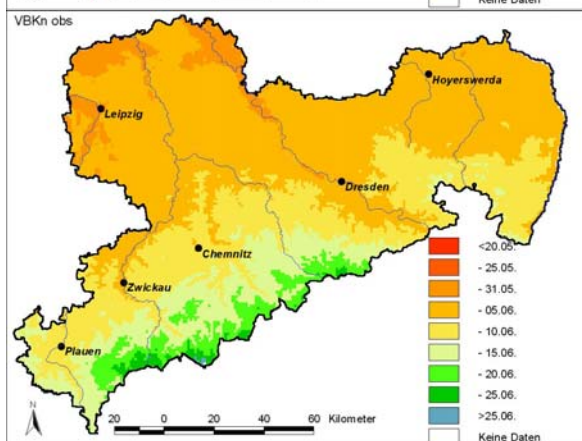 Keine Daten
VBKn obs
Hoyerswerda
Leipzig
Dresden
Chemnitz
Zwickau
Plauen
<20.05.
- 25.05.
- 31.05.
- 05.06.
- 10.06.
- 15.06.
- 20.06.
- 25.06.
>25.06.
Keine Daten
N
20 0 20 40 60 Kilometer